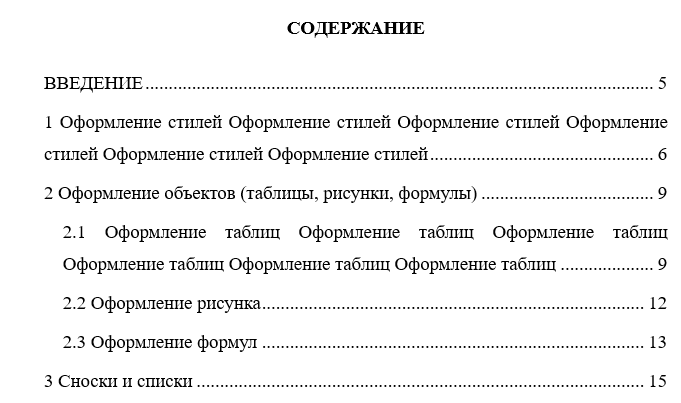 СОДЕРЖАНИЕ
ВВЕДЕНИЕ ........ 5
1 Оформление стилей Оформление стилей Оформление стилей Оформление
стилей Оформление стилей Оформление стилей ........ 6
2 Оформление объектов (таблицы, рисунки, формулы) ........ 9
2.1 Оформление таблиц Оформление таблиц Оформление таблиц
Оформление таблиц Оформление таблиц Оформление таблиц ........ 9
2.2 Оформление рисунка ........ 12
2.3 Оформление формул ........ 13
3 Сноски и списки ........ 15